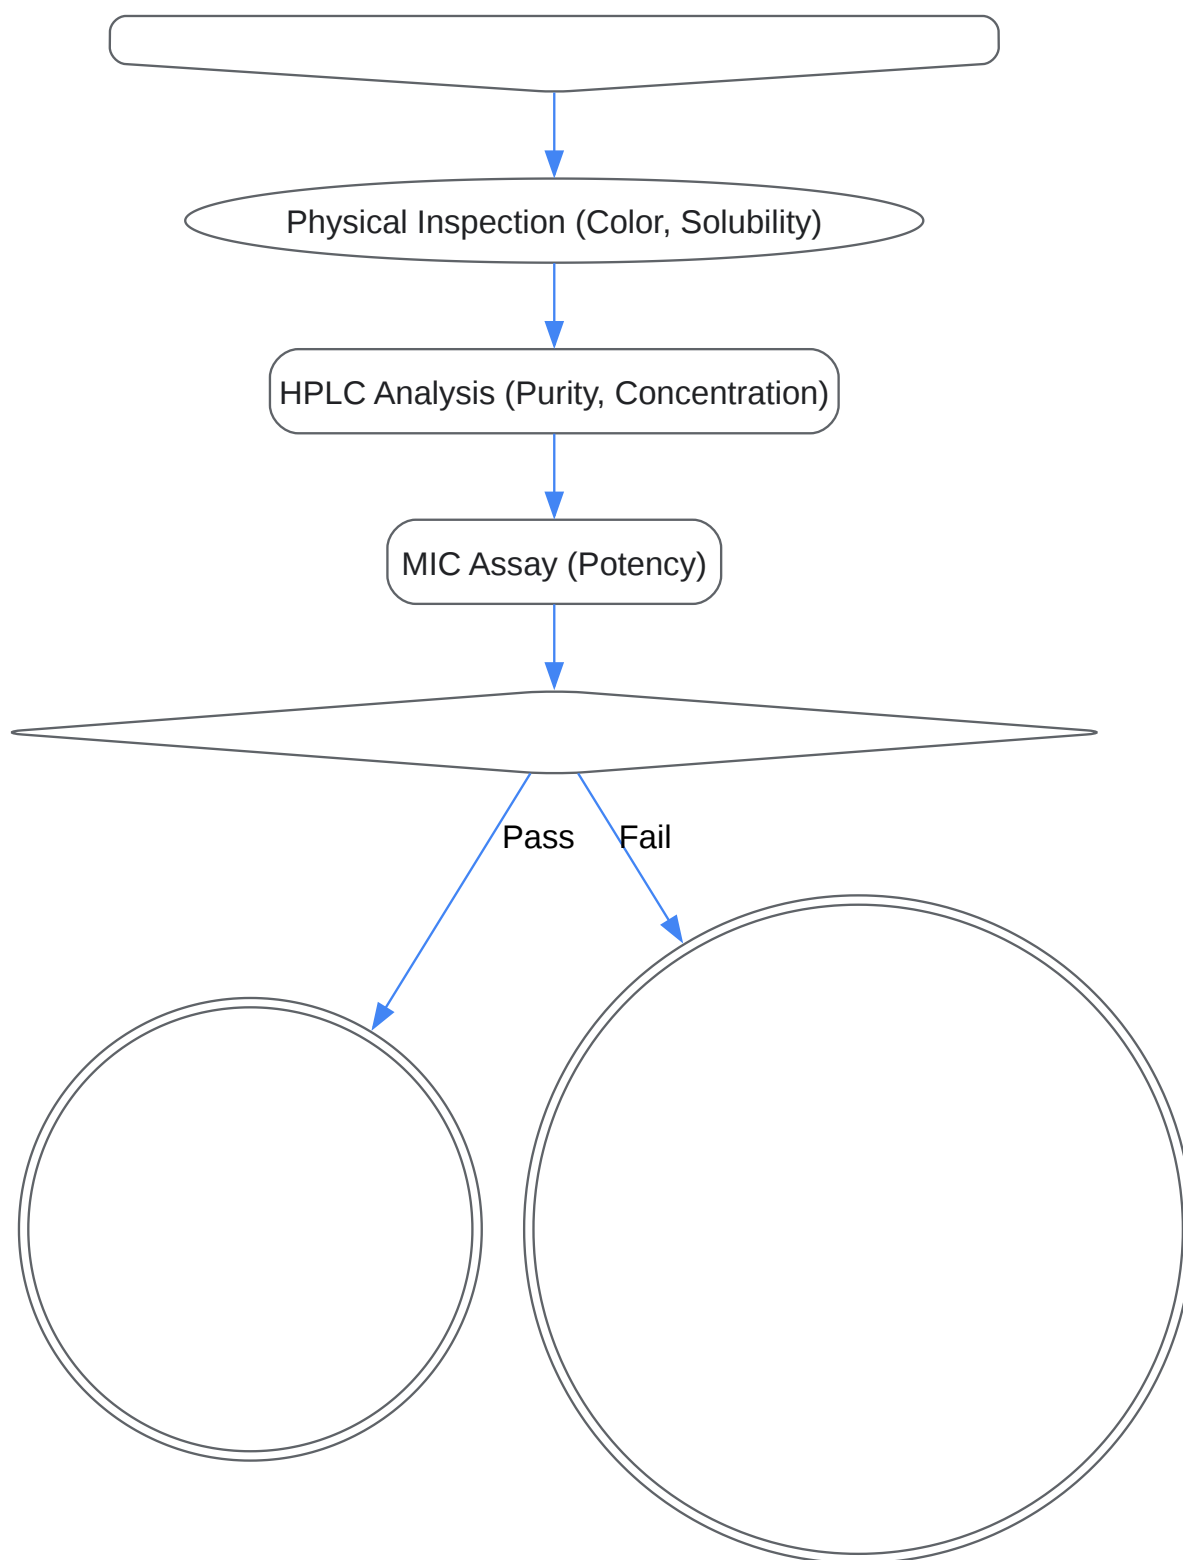 Physical Inspection (Color, Solubility)
HPLC Analysis (Purity, Concentration)
MIC Assay (Potency)
Pass
Fail